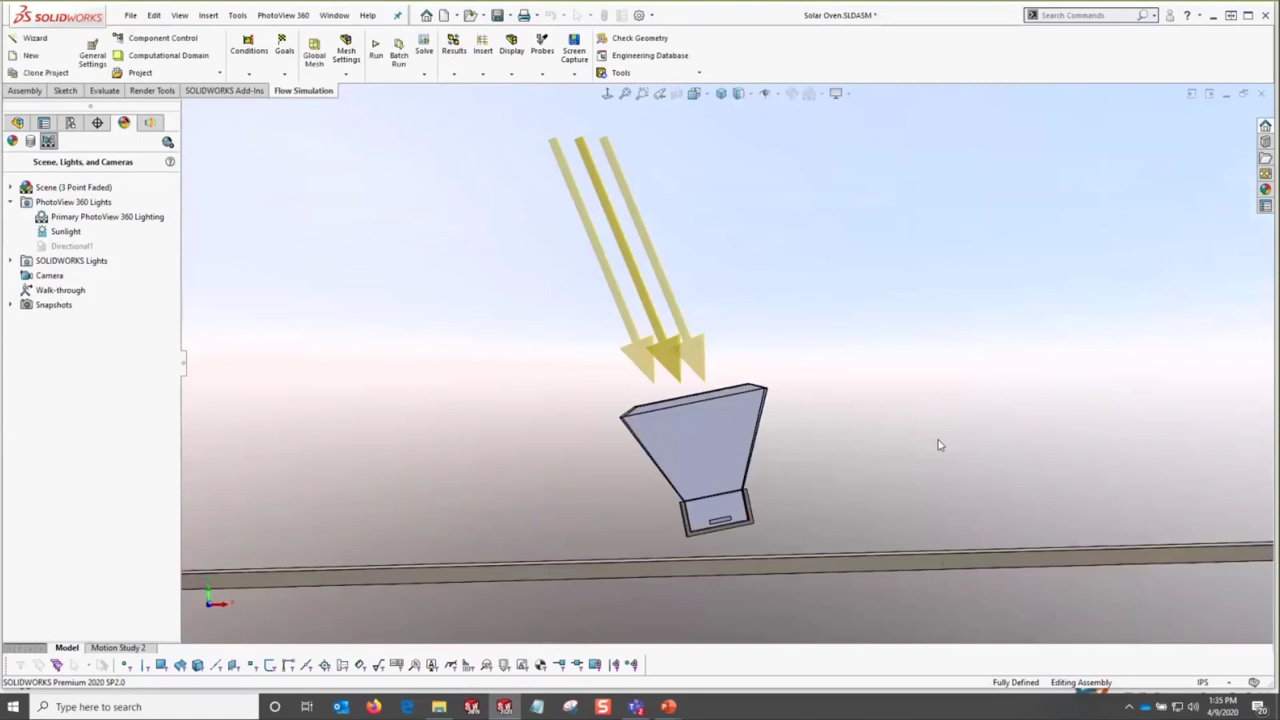 SOLIDWORKS File Edit View Insert Tools PhotoView 360 Window Help Solar Oven.SLDASM * Search Commands ?
Wizard
New
Clone Project
General Settings
Component Control
Computational Domain
Project
Conditions
Goals
Global Mesh
Mesh Settings
Run
Batch Run
Solve
Results
Insert
Display
Probes
Screen Capture
Check Geometry
Engineering Database
Tools
Assembly Sketch Evaluate Render Tools SOLIDWORKS Add-Ins Flow Simulation
Scene, Lights, and Cameras
Scene (3 Point Faded)
PhotoView 360 Lights
Primary PhotoView 360 Lighting
Sunlight
Directional1
SOLIDWORKS Lights
Camera
Walk-through
Snapshots
Model Motion Study 2
SOLIDWORKS Premium 2020 SP2.0 Fully Defined Editing Assembly IPS
Type here to search
1:35 PM
4/9/2020